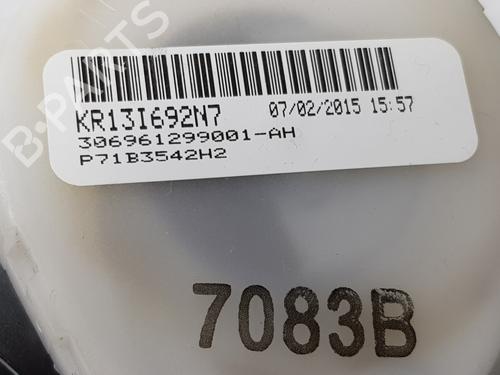 KR13I692N7 07/02/2015 15:57
306961299001-AH
P71B3542H2
7083B
B-PARTS